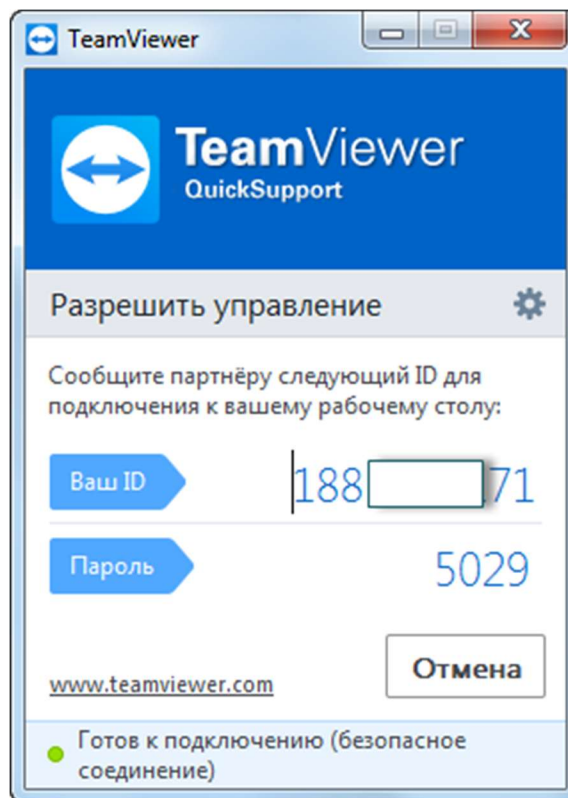 TeamViewer
TeamViewer
QuickSupport
Разрешить управление
Сообщите партнёру следующий ID для
подключения к вашему рабочему столу:
Ваш ID 188 71
Пароль 5029
www.teamviewer.com Отмена
Готов к подключению (безопасное
соединение)